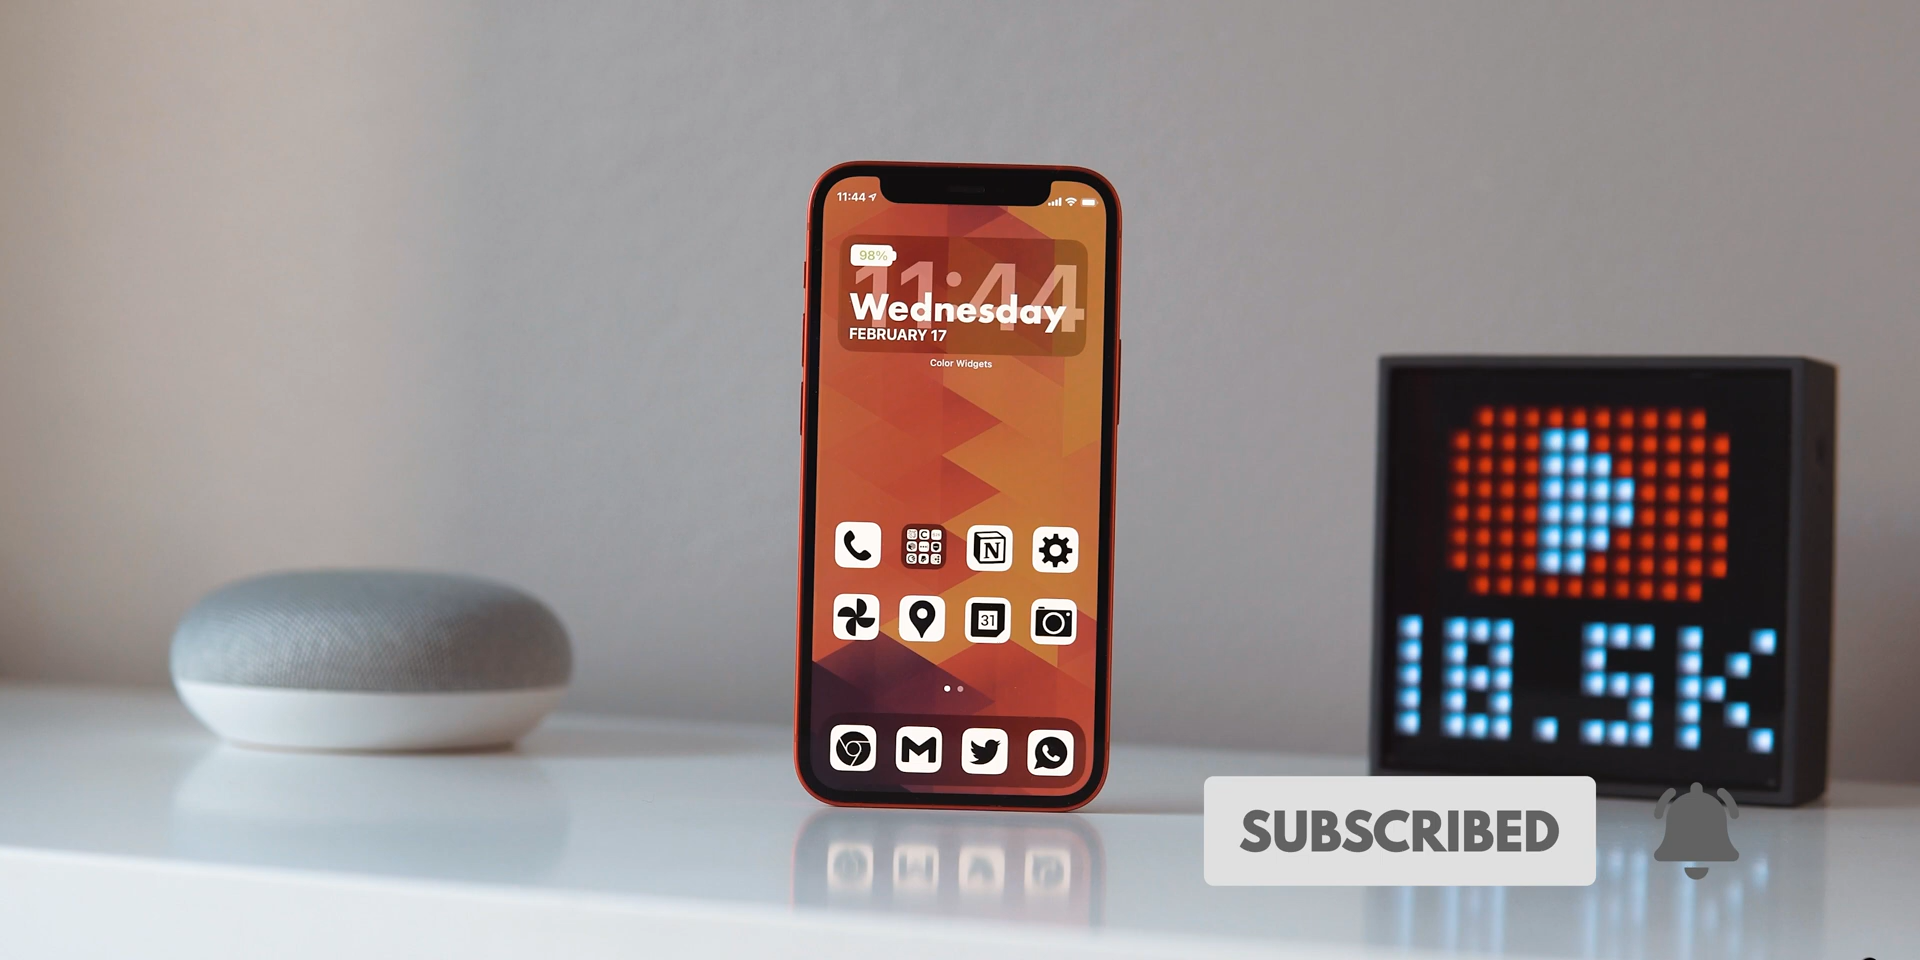 11:44
98%
11:44
Wednesday
FEBRUARY 17
Color Widgets
N
31
M
18.5K
SUBSCRIBED